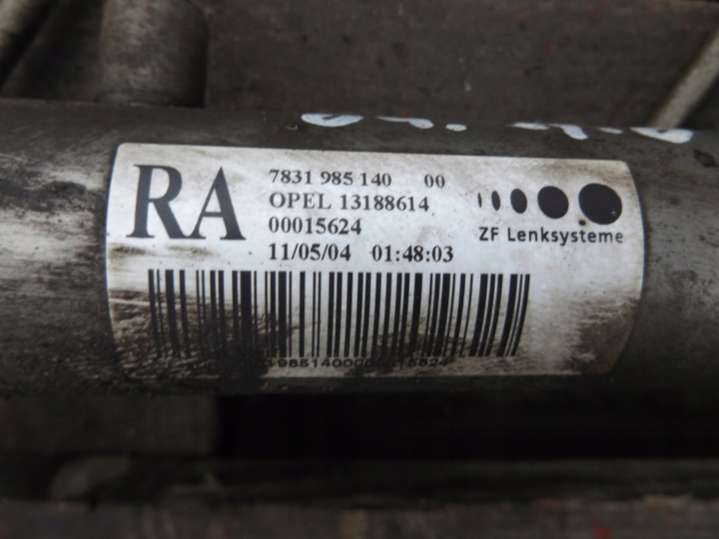 RA
7831 985 140 00
OPEL 13188614
00015624
11/05/04 01:48:03
ZF Lenksysteme